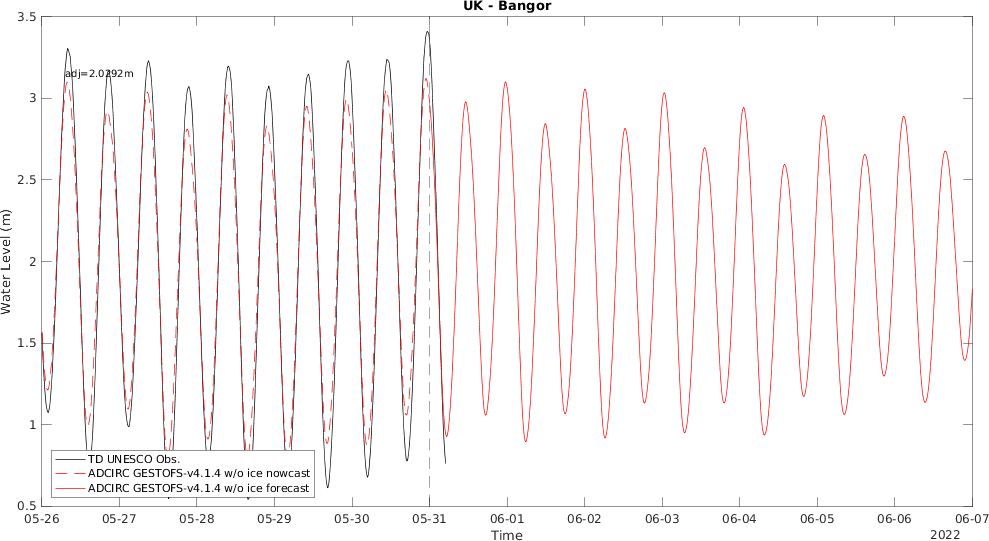 UK - Bangor
3.5
3
2.5
2
1.5
1
0.5
Water Level (m)
adj=2.0392m
TD UNESCO Obs.
ADCIRC GESTOFS-v4.1.4 w/o ice nowcast
ADCIRC GESTOFS-v4.1.4 w/o ice forecast
05-26 05-27 05-28 05-29 05-30 05-31 06-01 06-02 06-03 06-04 06-05 06-06 06-07
Time
2022